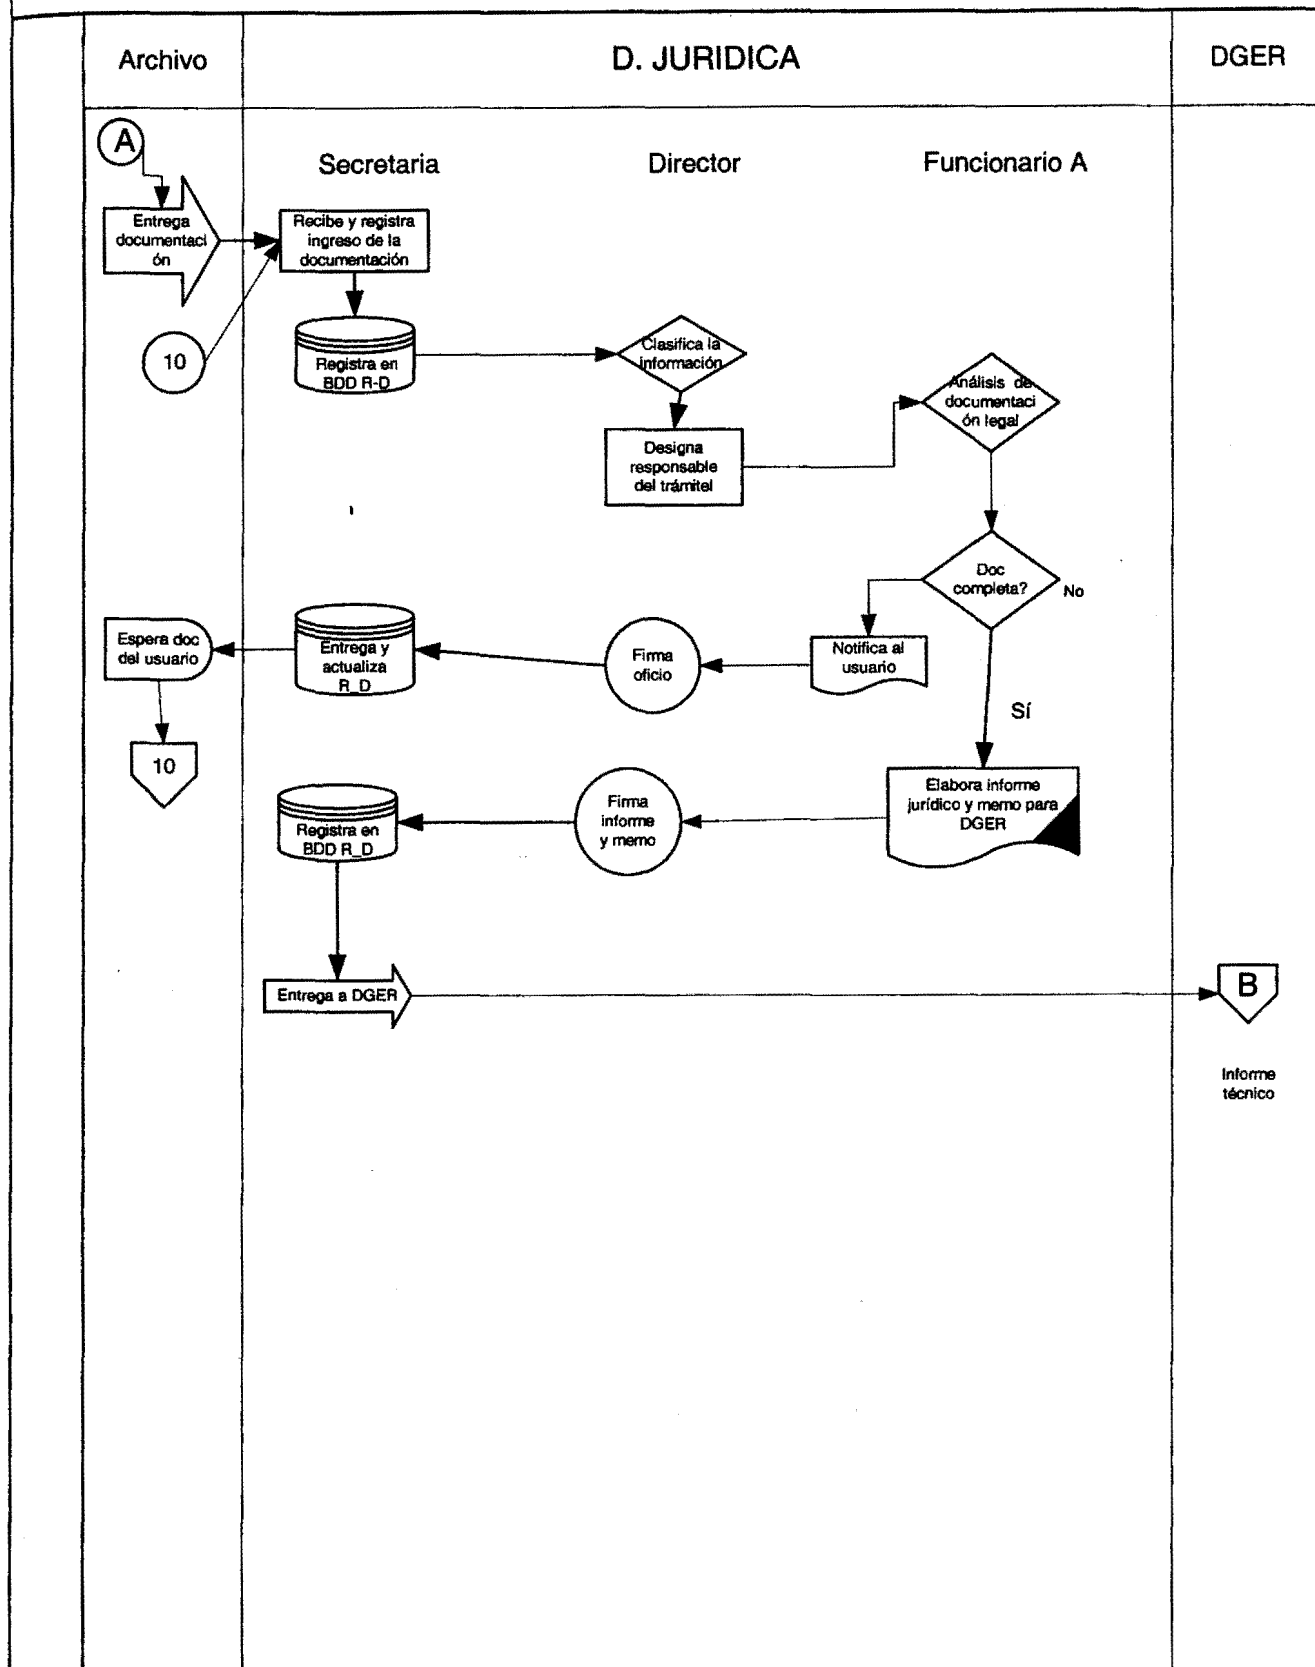 Archivo
D. JURIDICA
DGER
A
Secretaria
Director
Funcionario A
Entrega
documentaci
ón
Recibe y registra
ingreso de la
documentación
10
Registra en
BDD R-D
Clasifica la
información
Análisis de
documentaci
ón legal
Designa
responsable
del trámitel
Doc
completa?
No
Espera doc
del usuario
Entrega y
actualiza
R_D
Firma
oficio
Notifica al
usuario
Sí
10
Registra en
BDD R_D
Firma
informe
y memo
Elabora informe
jurídico y memo para
DGER
Entrega a DGER
B
Informe
técnico